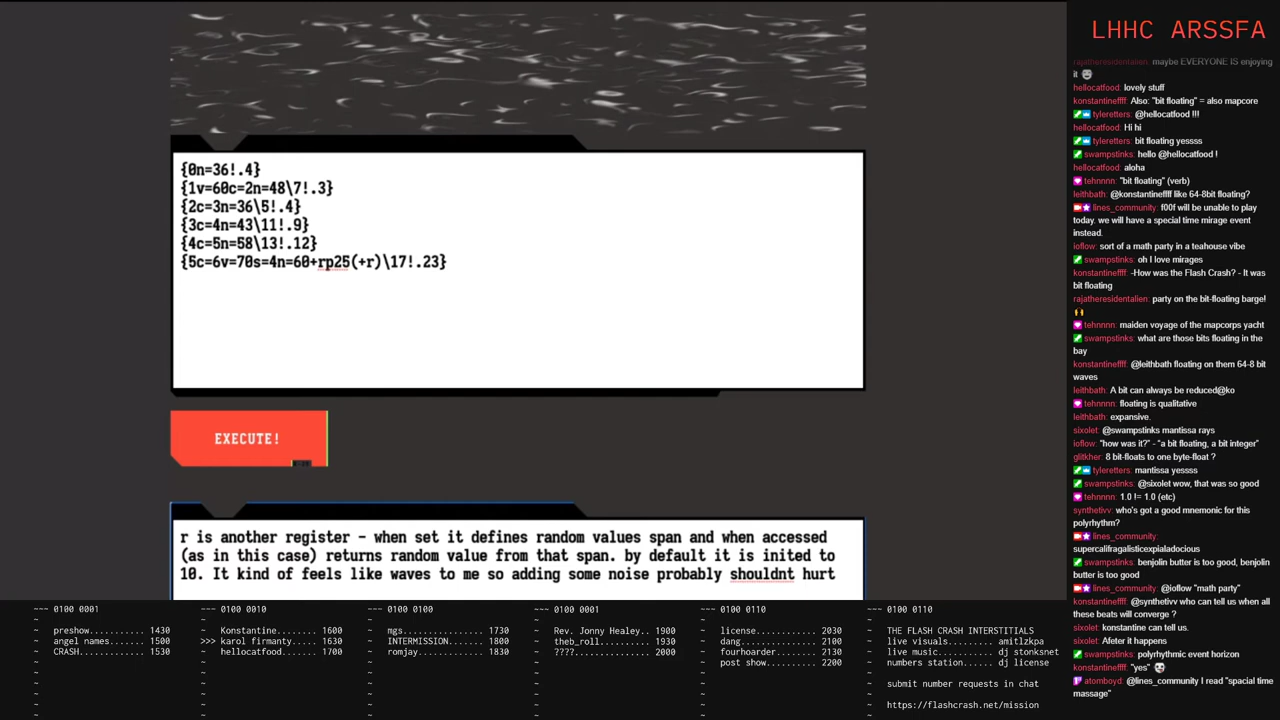 {0n=36!.4}
{1v=60c=2n=48\7!.3}
{2c=3n=36\5!.4}
{3c=4n=43\11!.9}
{4c=5n=58\13!.12}
{5c=6v=70s=4n=60+rp25(+r)\17!.23}
EXECUTE!
r is another register - when set it defines random values span and when accessed
(as in this case) returns random value from that span. by default it is inited to
10. It kind of feels like waves to me so adding some noise probably shouldnt hurt
LHHC ARSSFA
rajatheresidentalien: maybe EVERYONE IS enjoying
it
hellocatfood: lovely stuff
konstantineffff: Also: "bit floating" = also mapcore
tyleretters: @hellocatfood !!!
hellocatfood: Hi hi
tyleretters: bit floating yessss
swampstinks: hello @hellocatfood !
hellocatfood: aloha
tehnnnn: "bit floating" (verb)
leithbath: @konstantineffff like 64-8bit floating?
lines_community: f00f will be unable to play
today. we will have a special time mirage event
instead.
ioflow: sort of a math party in a teahouse vibe
swampstinks: oh I love mirages
konstantineffff: -How was the Flash Crash? - It was
bit floating
rajatheresidentalien: party on the bit-floating barge!
tehnnnn: maiden voyage of the mapcorps yacht
swampstinks: what are those bits floating in the
bay
konstantineffff: @leithbath floating on them 64-8 bit
waves
leithbath: A bit can always be reduced@ko
tehnnnn: floating is qualitative
leithbath: expansive.
sixolet: @swampstinks mantissa rays
ioflow: "how was it?" - "a bit floating, a bit integer"
glitkher: 8 bit-floats to one byte-float ?
tyleretters: mantissa yessss
swampstinks: @sixolet wow, that was so good
tehnnnn: 1.0 != 1.0 (etc)
synthetivv: who's got a good mnemonic for this
polyrhythm?
lines_community:
supercalifragalisticexpialadocious
swampstinks: benjolin butter is too good, benjolin
butter is too good
lines_community: @ioflow "math party"
konstantineffff: @synthetivv who can tell us when all
these beats will converge ?
sixolet: konstantine can tell us.
sixolet: Afeter it happens
swampstinks: polyrhythmic event horizon
konstantineffff: "yes"
atomboyd: @lines_community I read "spacial time
massage"
~~~ 0100 0001
preshow........... 1430
angel names....... 1500
CRASH............. 1530
~~~ 0100 0010
Konstantine....... 1600
>>> karol firmanty.... 1630
hellocatfood...... 1700
~~~ 0100 0100
mgs............... 1730
INTERMISSION...... 1800
romjay............ 1830
~~~ 0100 0001
Rev. Jonny Healey.. 1900
theb_roll......... 1930
????.............. 2000
~~~ 0100 0110
license........... 2030
dang.............. 2100
fourhoarder....... 2130
post show......... 2200
~~~ 0100 0110
THE FLASH CRASH INTERSTITIALS
live visuals......... amitlzkpa
live music....... dj stonksnet
numbers station...... dj license
submit number requests in chat
https://flashcrash.net/mission